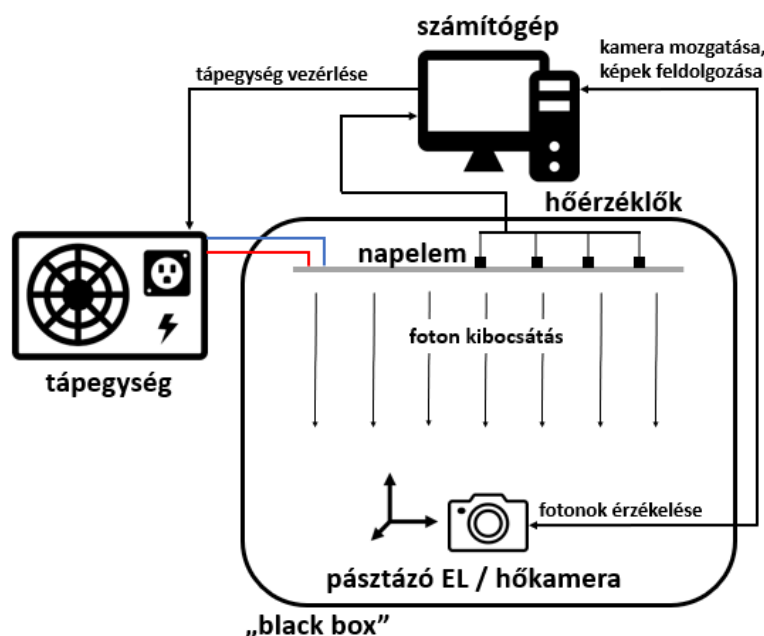 számítógép
kamera mozgatása,
képek feldolgozása
tápegység vezérlése
hőérzéklők
napelem
foton kibocsátás
tápegység
fotonok érzékelése
pásztázó EL / hőkamera
„black box”